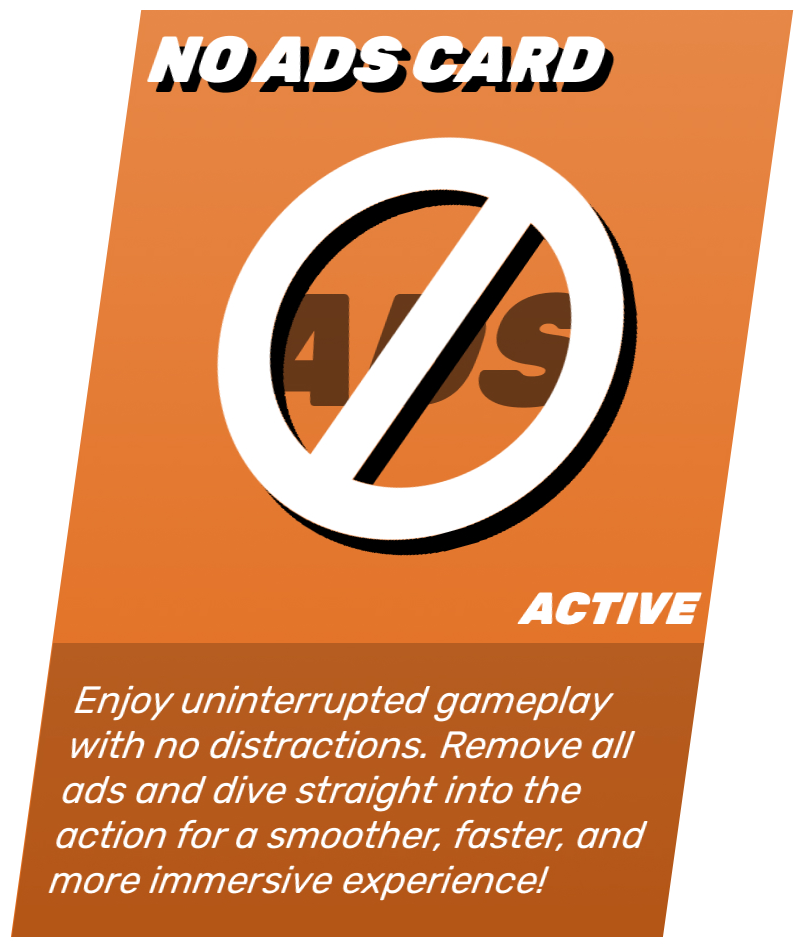 NO ADS CARD
ADS
ACTIVE
Enjoy uninterrupted gameplay
with no distractions. Remove all
ads and dive straight into the
action for a smoother, faster, and
more immersive experience!